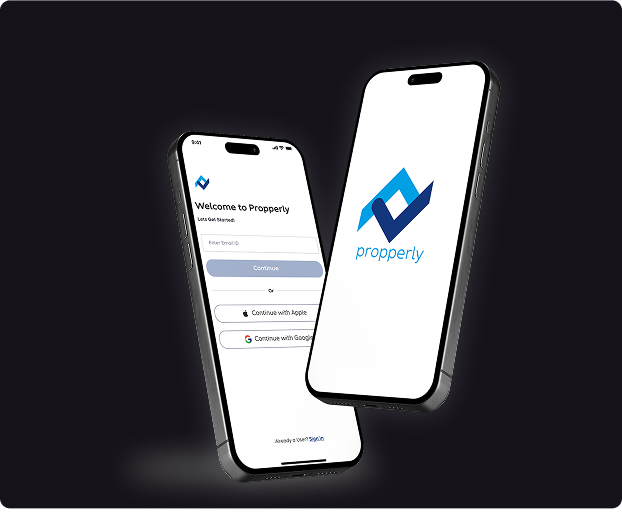 9:41
Welcome to Propperly
Lets Get Started!
Enter Email ID
Continue
Or
Continue with Apple
Continue with Google
Already a User? Sign in
propperly